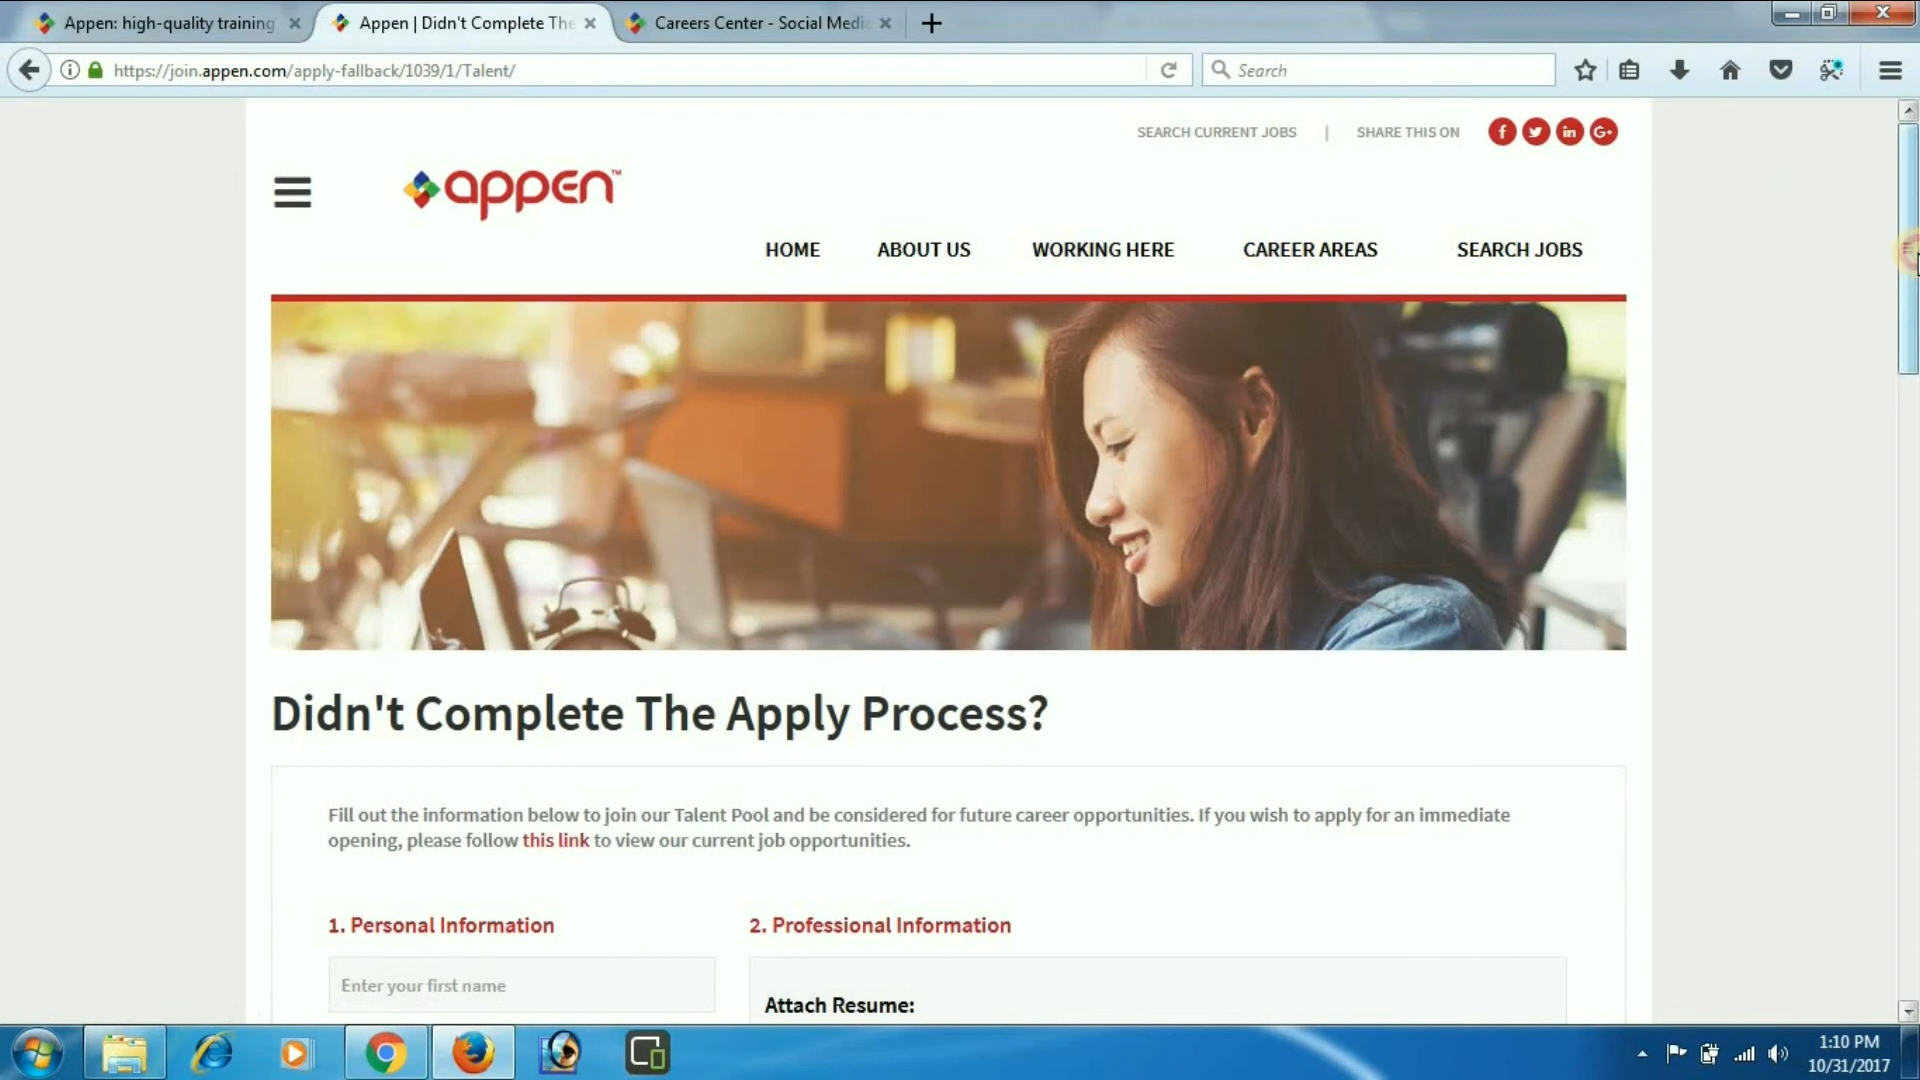 Appen: high-quality training
Appen | Didn't Complete The
Careers Center - Social Media
https://join.appen.com/apply-fallback/1039/1/Talent/
Search
SEARCH CURRENT JOBS | SHARE THIS ON
appen™
HOME ABOUT US WORKING HERE CAREER AREAS SEARCH JOBS
Didn't Complete The Apply Process?
Fill out the information below to join our Talent Pool and be considered for future career opportunities. If you wish to apply for an immediate
opening, please follow this link to view our current job opportunities.
1. Personal Information
2. Professional Information
Enter your first name
Attach Resume:
1:10 PM
10/31/2017